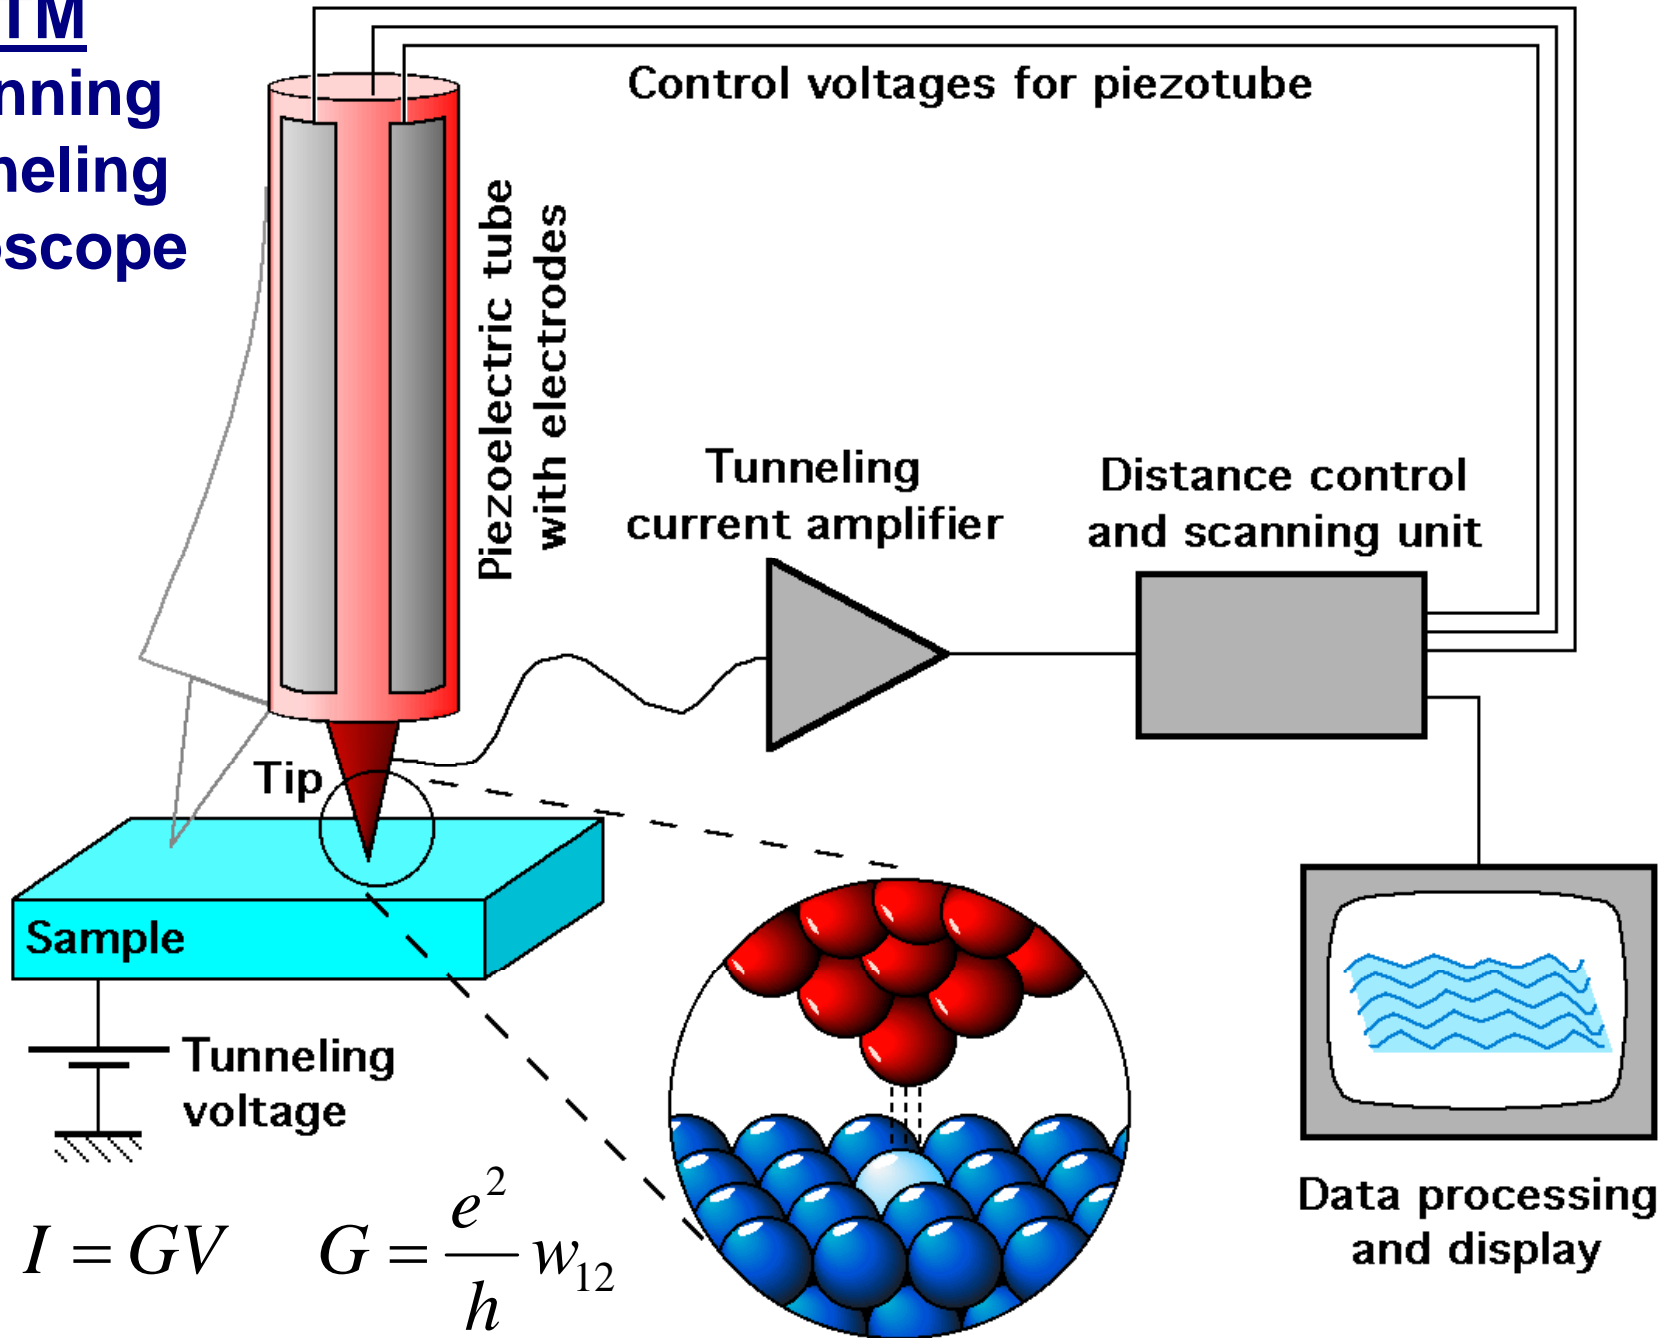 TM
nning
neling
scope
Control voltages for piezotube
Piezoelectric tube
with electrodes
Tunneling
current amplifier
Distance control
and scanning unit
Tip
Sample
Tunneling
voltage
I = GV G = e²/h w₁₂
Data processing
and display